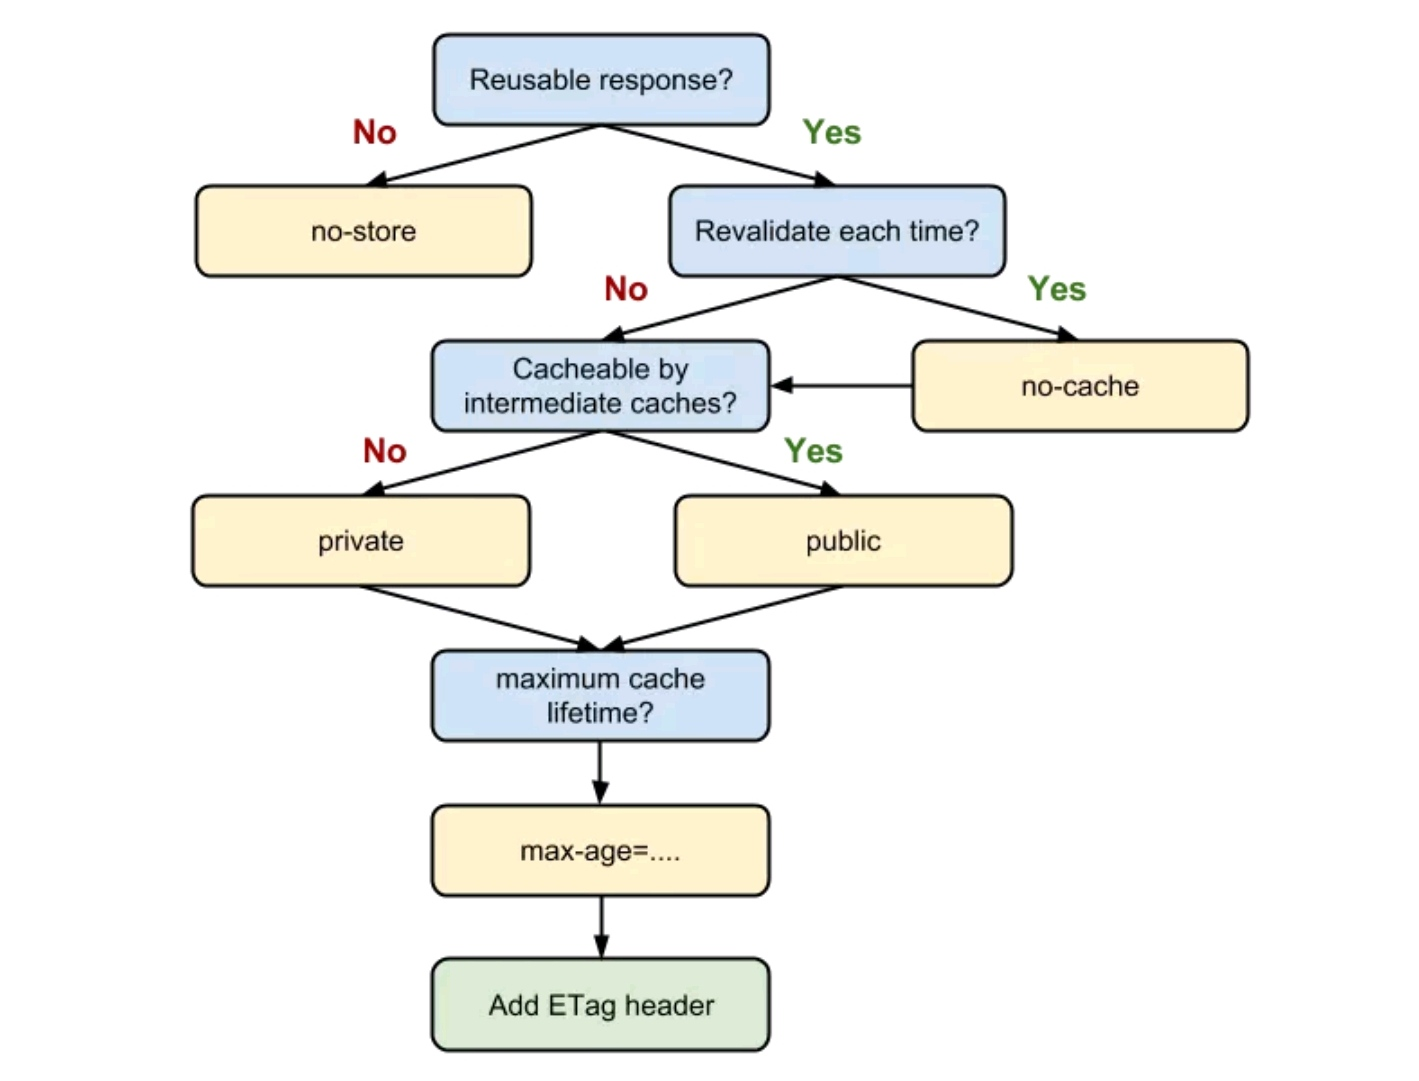 Reusable response?
No
Yes
no-store
Revalidate each time?
No
Yes
Cacheable by
intermediate caches?
no-cache
No
Yes
private
public
maximum cache
lifetime?
max-age=....
Add ETag header